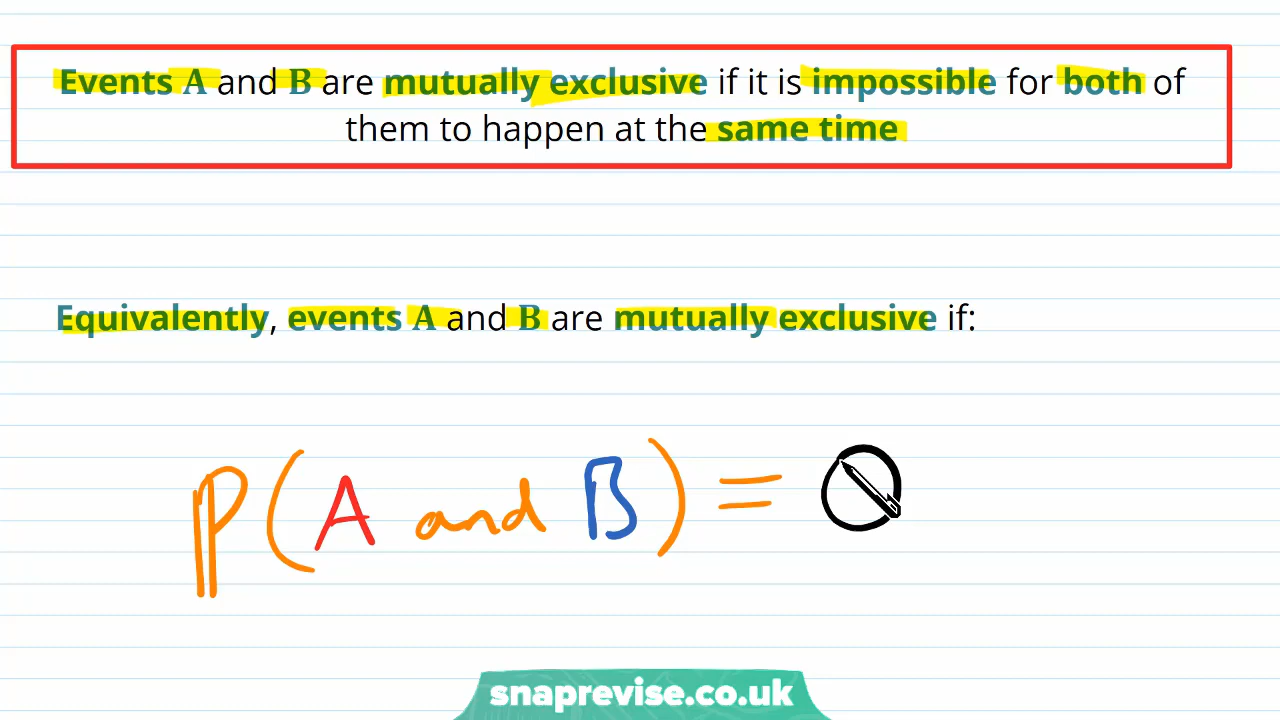 Events A and B are mutually exclusive if it is impossible for both of
them to happen at the same time
Equivalently, events A and B are mutually exclusive if:
ℙ(A and B) = 0
snaprevise.co.uk